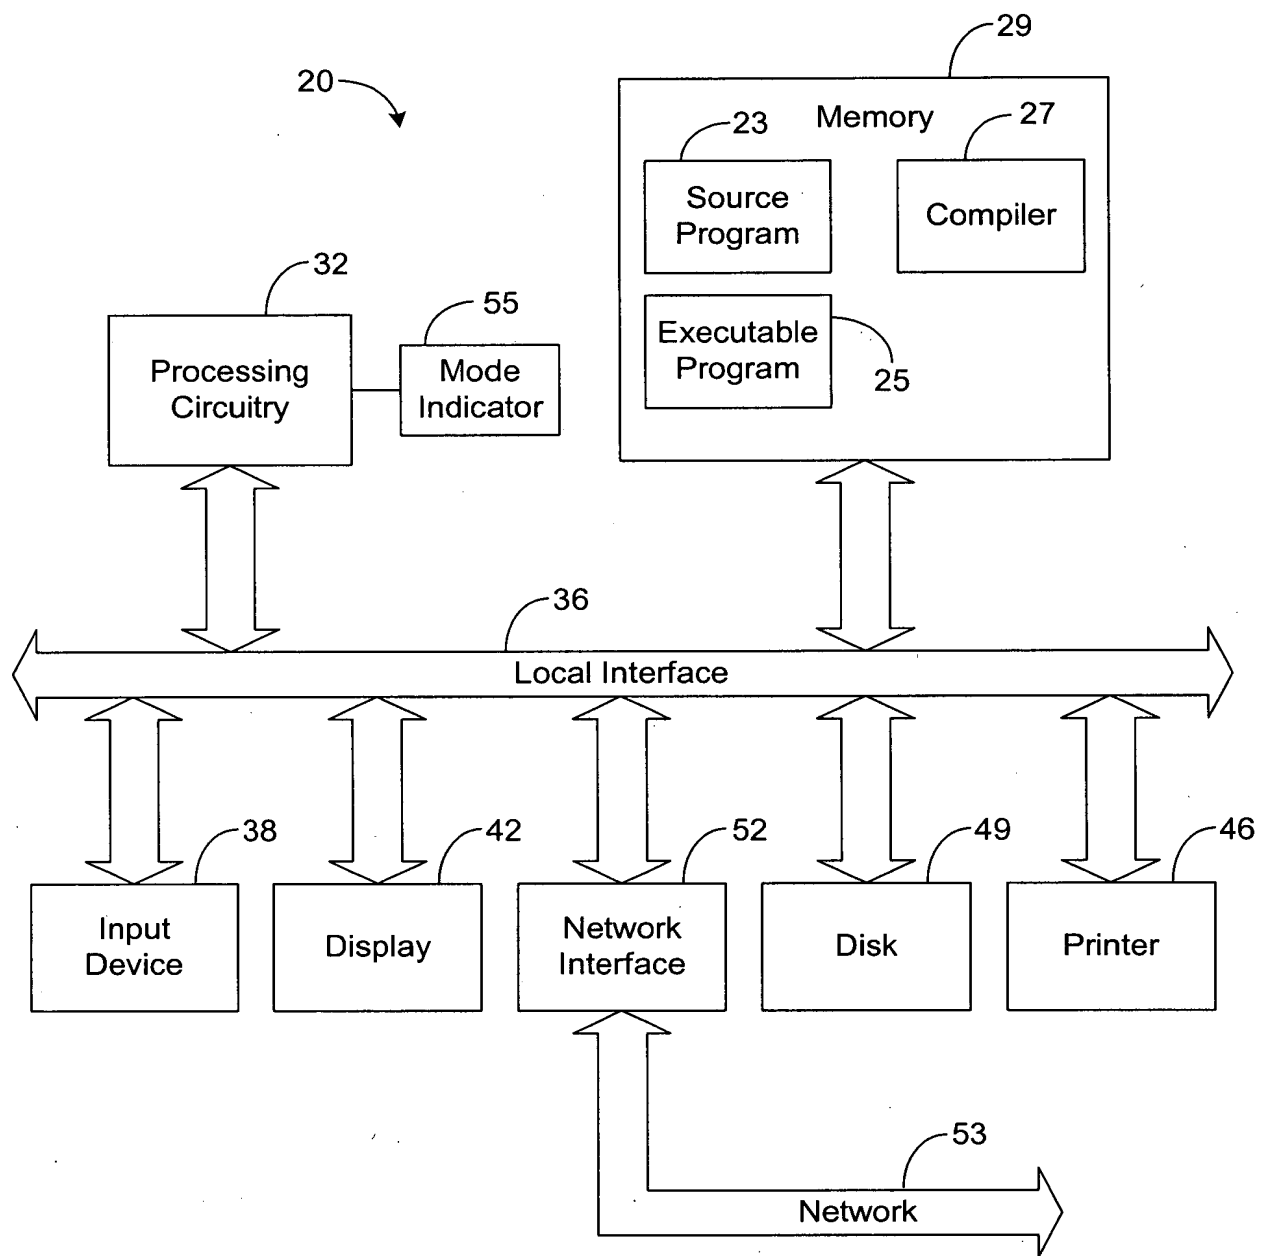 29
20
Memory
23
27
Source
Program
Compiler
32
55
Executable
Program
25
Processing
Circuitry
Mode
Indicator
36
Local Interface
38
42
52
49
46
Input
Device
Display
Network
Interface
Disk
Printer
53
Network